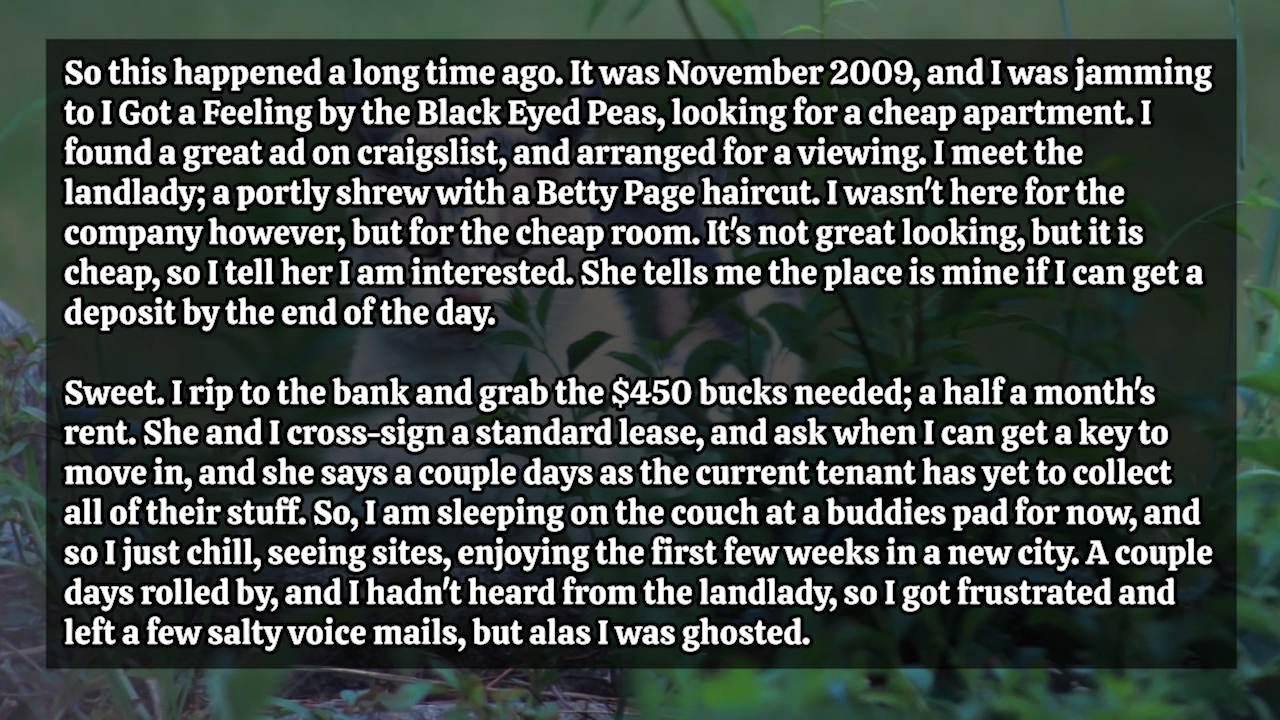 So this happened a long time ago. It was November 2009, and I was jamming
to I Got a Feeling by the Black Eyed Peas, looking for a cheap apartment. I
found a great ad on craigslist, and arranged for a viewing. I meet the
landlady; a portly shrew with a Betty Page haircut. I wasn't here for the
company however, but for the cheap room. It's not great looking, but it is
cheap, so I tell her I am interested. She tells me the place is mine if I can get a
deposit by the end of the day.

Sweet. I rip to the bank and grab the $450 bucks needed; a half a month's
rent. She and I cross-sign a standard lease, and ask when I can get a key to
move in, and she says a couple days as the current tenant has yet to collect
all of their stuff. So, I am sleeping on the couch at a buddies pad for now, and
so I just chill, seeing sites, enjoying the first few weeks in a new city. A couple
days rolled by, and I hadn't heard from the landlady, so I got frustrated and
left a few salty voice mails, but alas I was ghosted.